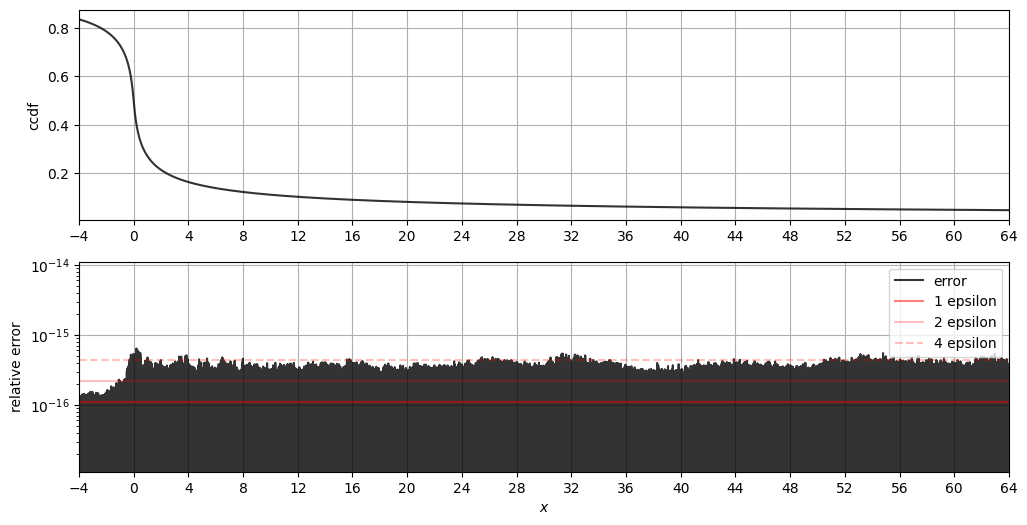 0.8
0.6
0.4
0.2
ccdf
−4 0 4 8 12 16 20 24 28 32 36 40 44 48 52 56 60 64
10⁻¹⁴
10⁻¹⁵
10⁻¹⁶
relative error
error
1 epsilon
2 epsilon
4 epsilon
−4 0 4 8 12 16 20 24 28 32 36 40 44 48 52 56 60 64
x